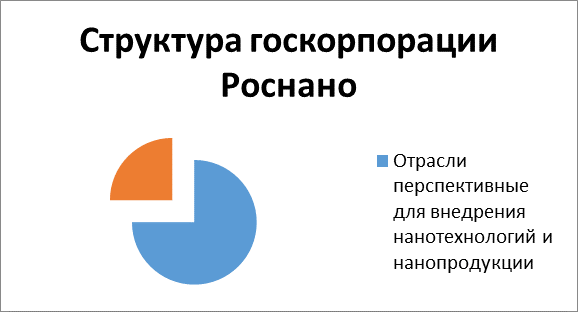 Структура госкорпорации
Роснано
Отрасли
перспективные
для внедрения
нанотехнологий и
нанопродукции